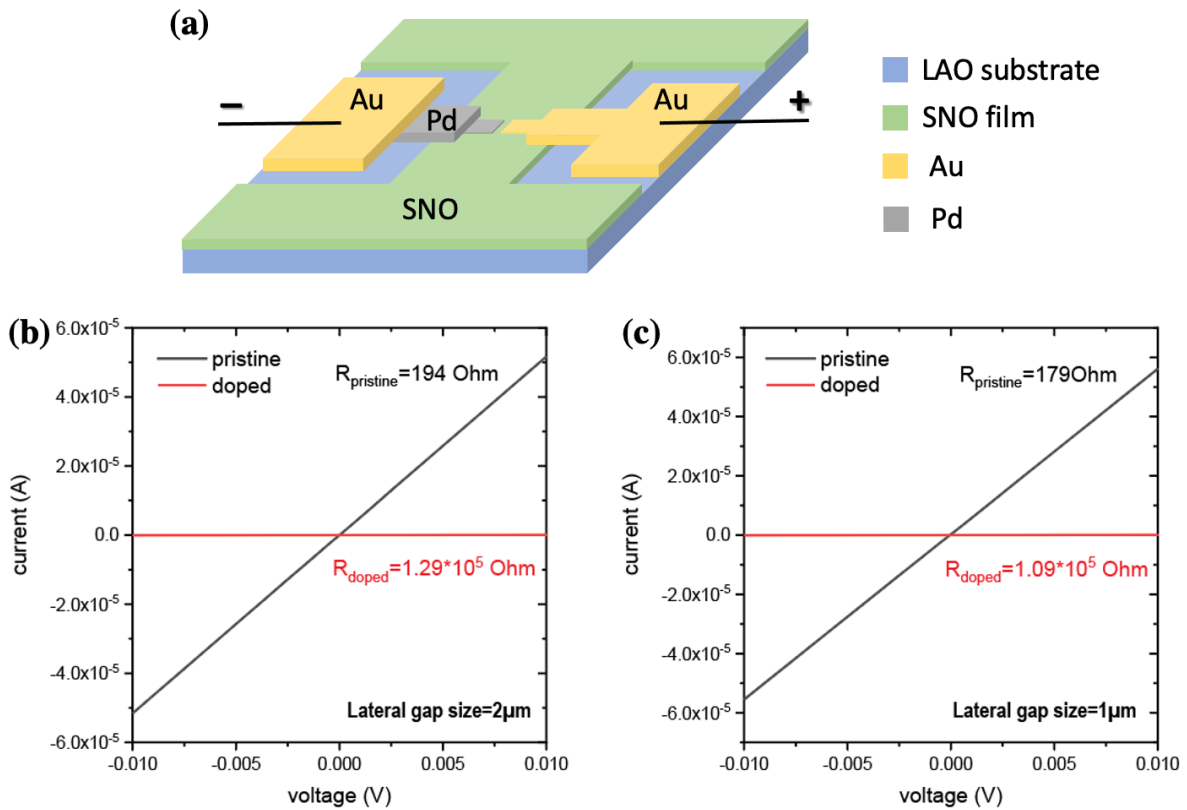 (a)
−
Au
Pd
Au
+
SNO
LAO substrate
SNO film
Au
Pd
(b)
6.0x10⁻⁵
4.0x10⁻⁵
2.0x10⁻⁵
0.0
-2.0x10⁻⁵
-4.0x10⁻⁵
-6.0x10⁻⁵
current (A)
pristine
doped
R_pristine=194 Ohm
R_doped=1.29*10⁵ Ohm
Lateral gap size=2μm
-0.010 -0.005 0.000 0.005 0.010
voltage (V)
(c)
6.0x10⁻⁵
4.0x10⁻⁵
2.0x10⁻⁵
0.0
-2.0x10⁻⁵
-4.0x10⁻⁵
-6.0x10⁻⁵
current (A)
pristine
doped
R_pristine=179Ohm
R_doped=1.09*10⁵ Ohm
Lateral gap size=1μm
-0.010 -0.005 0.000 0.005 0.010
voltage (V)